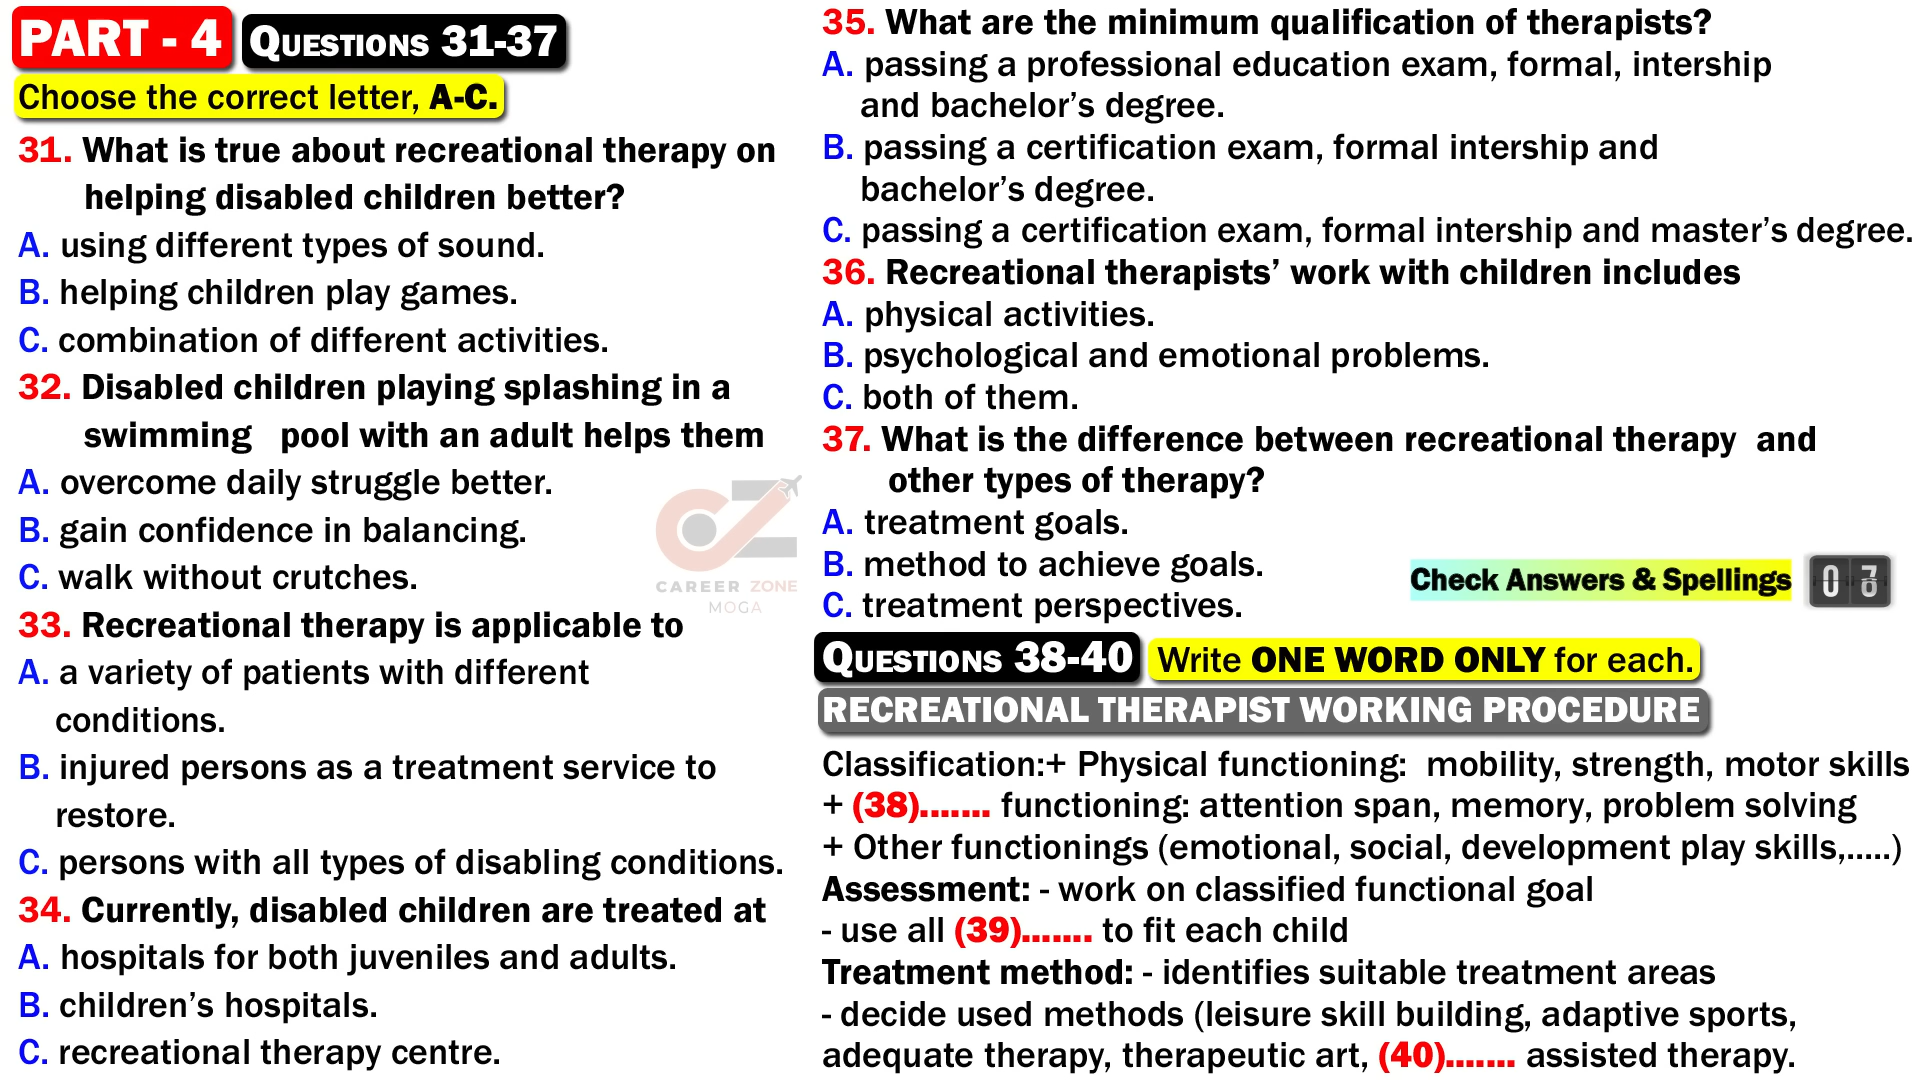 PART - 4 QUESTIONS 31-37
Choose the correct letter, A-C.
31. What is true about recreational therapy on
helping disabled children better?
A. using different types of sound.
B. helping children play games.
C. combination of different activities.
32. Disabled children playing splashing in a
swimming pool with an adult helps them
A. overcome daily struggle better.
B. gain confidence in balancing.
C. walk without crutches.
33. Recreational therapy is applicable to
A. a variety of patients with different
conditions.
B. injured persons as a treatment service to
restore.
C. persons with all types of disabling conditions.
34. Currently, disabled children are treated at
A. hospitals for both juveniles and adults.
B. children's hospitals.
C. recreational therapy centre.
CAREER ZONE
MOGA
35. What are the minimum qualification of therapists?
A. passing a professional education exam, formal, intership
and bachelor's degree.
B. passing a certification exam, formal intership and
bachelor's degree.
C. passing a certification exam, formal intership and master's degree.
36. Recreational therapists' work with children includes
A. physical activities.
B. psychological and emotional problems.
C. both of them.
37. What is the difference between recreational therapy and
other types of therapy?
A. treatment goals.
B. method to achieve goals.
C. treatment perspectives.
Check Answers & Spellings
QUESTIONS 38-40 Write ONE WORD ONLY for each.
RECREATIONAL THERAPIST WORKING PROCEDURE
Classification:+ Physical functioning: mobility, strength, motor skills
+ (38)....... functioning: attention span, memory, problem solving
+ Other functionings (emotional, social, development play skills,.....)
Assessment: - work on classified functional goal
- use all (39)....... to fit each child
Treatment method: - identifies suitable treatment areas
- decide used methods (leisure skill building, adaptive sports,
adequate therapy, therapeutic art, (40)....... assisted therapy.